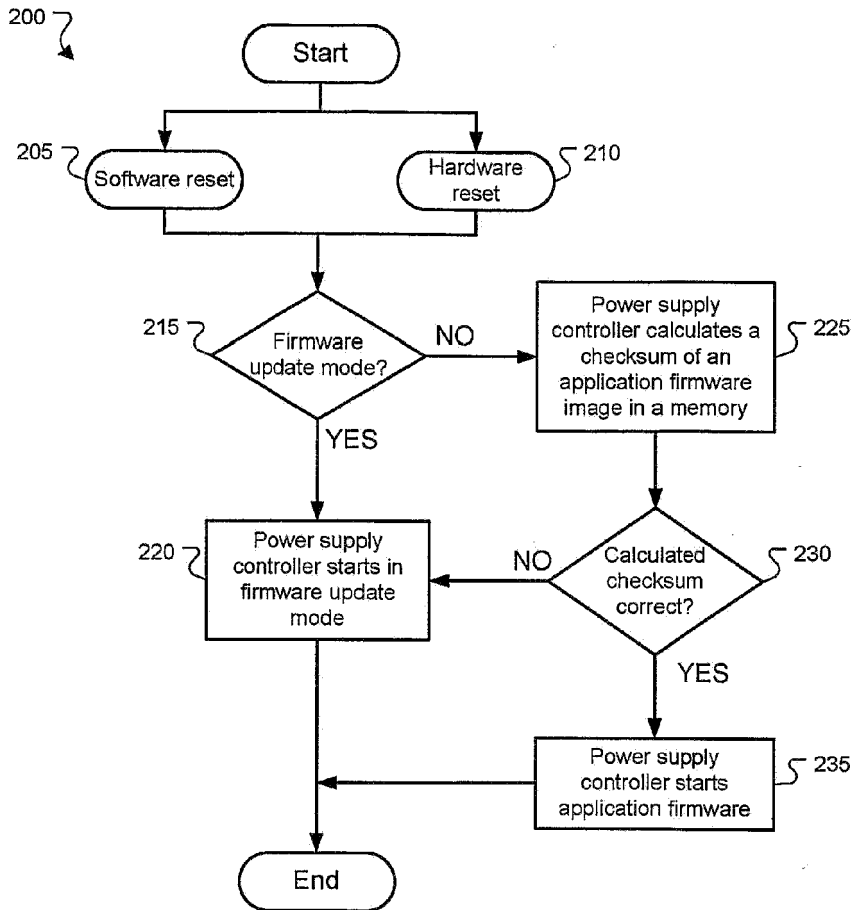 200
Start
205
Software reset
Hardware
reset
210
215
Firmware
update mode?
NO
YES
Power supply
controller calculates a
checksum of an
application firmware
image in a memory
225
220
Power supply
controller starts in
firmware update
mode
NO
Calculated
checksum
correct?
230
YES
Power supply
controller starts
application firmware
235
End